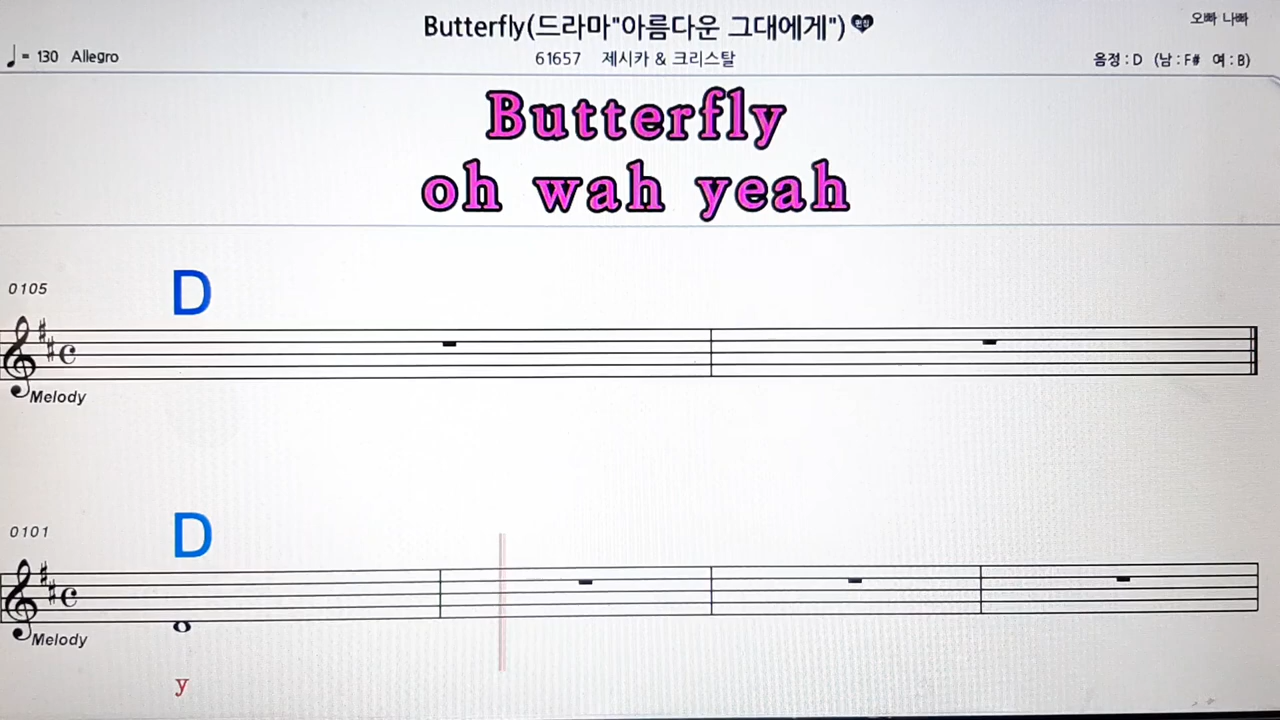 Butterfly(드라마"아름다운 그대에게")
오빠 나빠
♩= 130 Allegro
61657 제시카 & 크리스탈
음정 : D (남 : F# 여 : B)
Butterfly
oh wah yeah
0105
D
Melody
0101
D
Melody
y